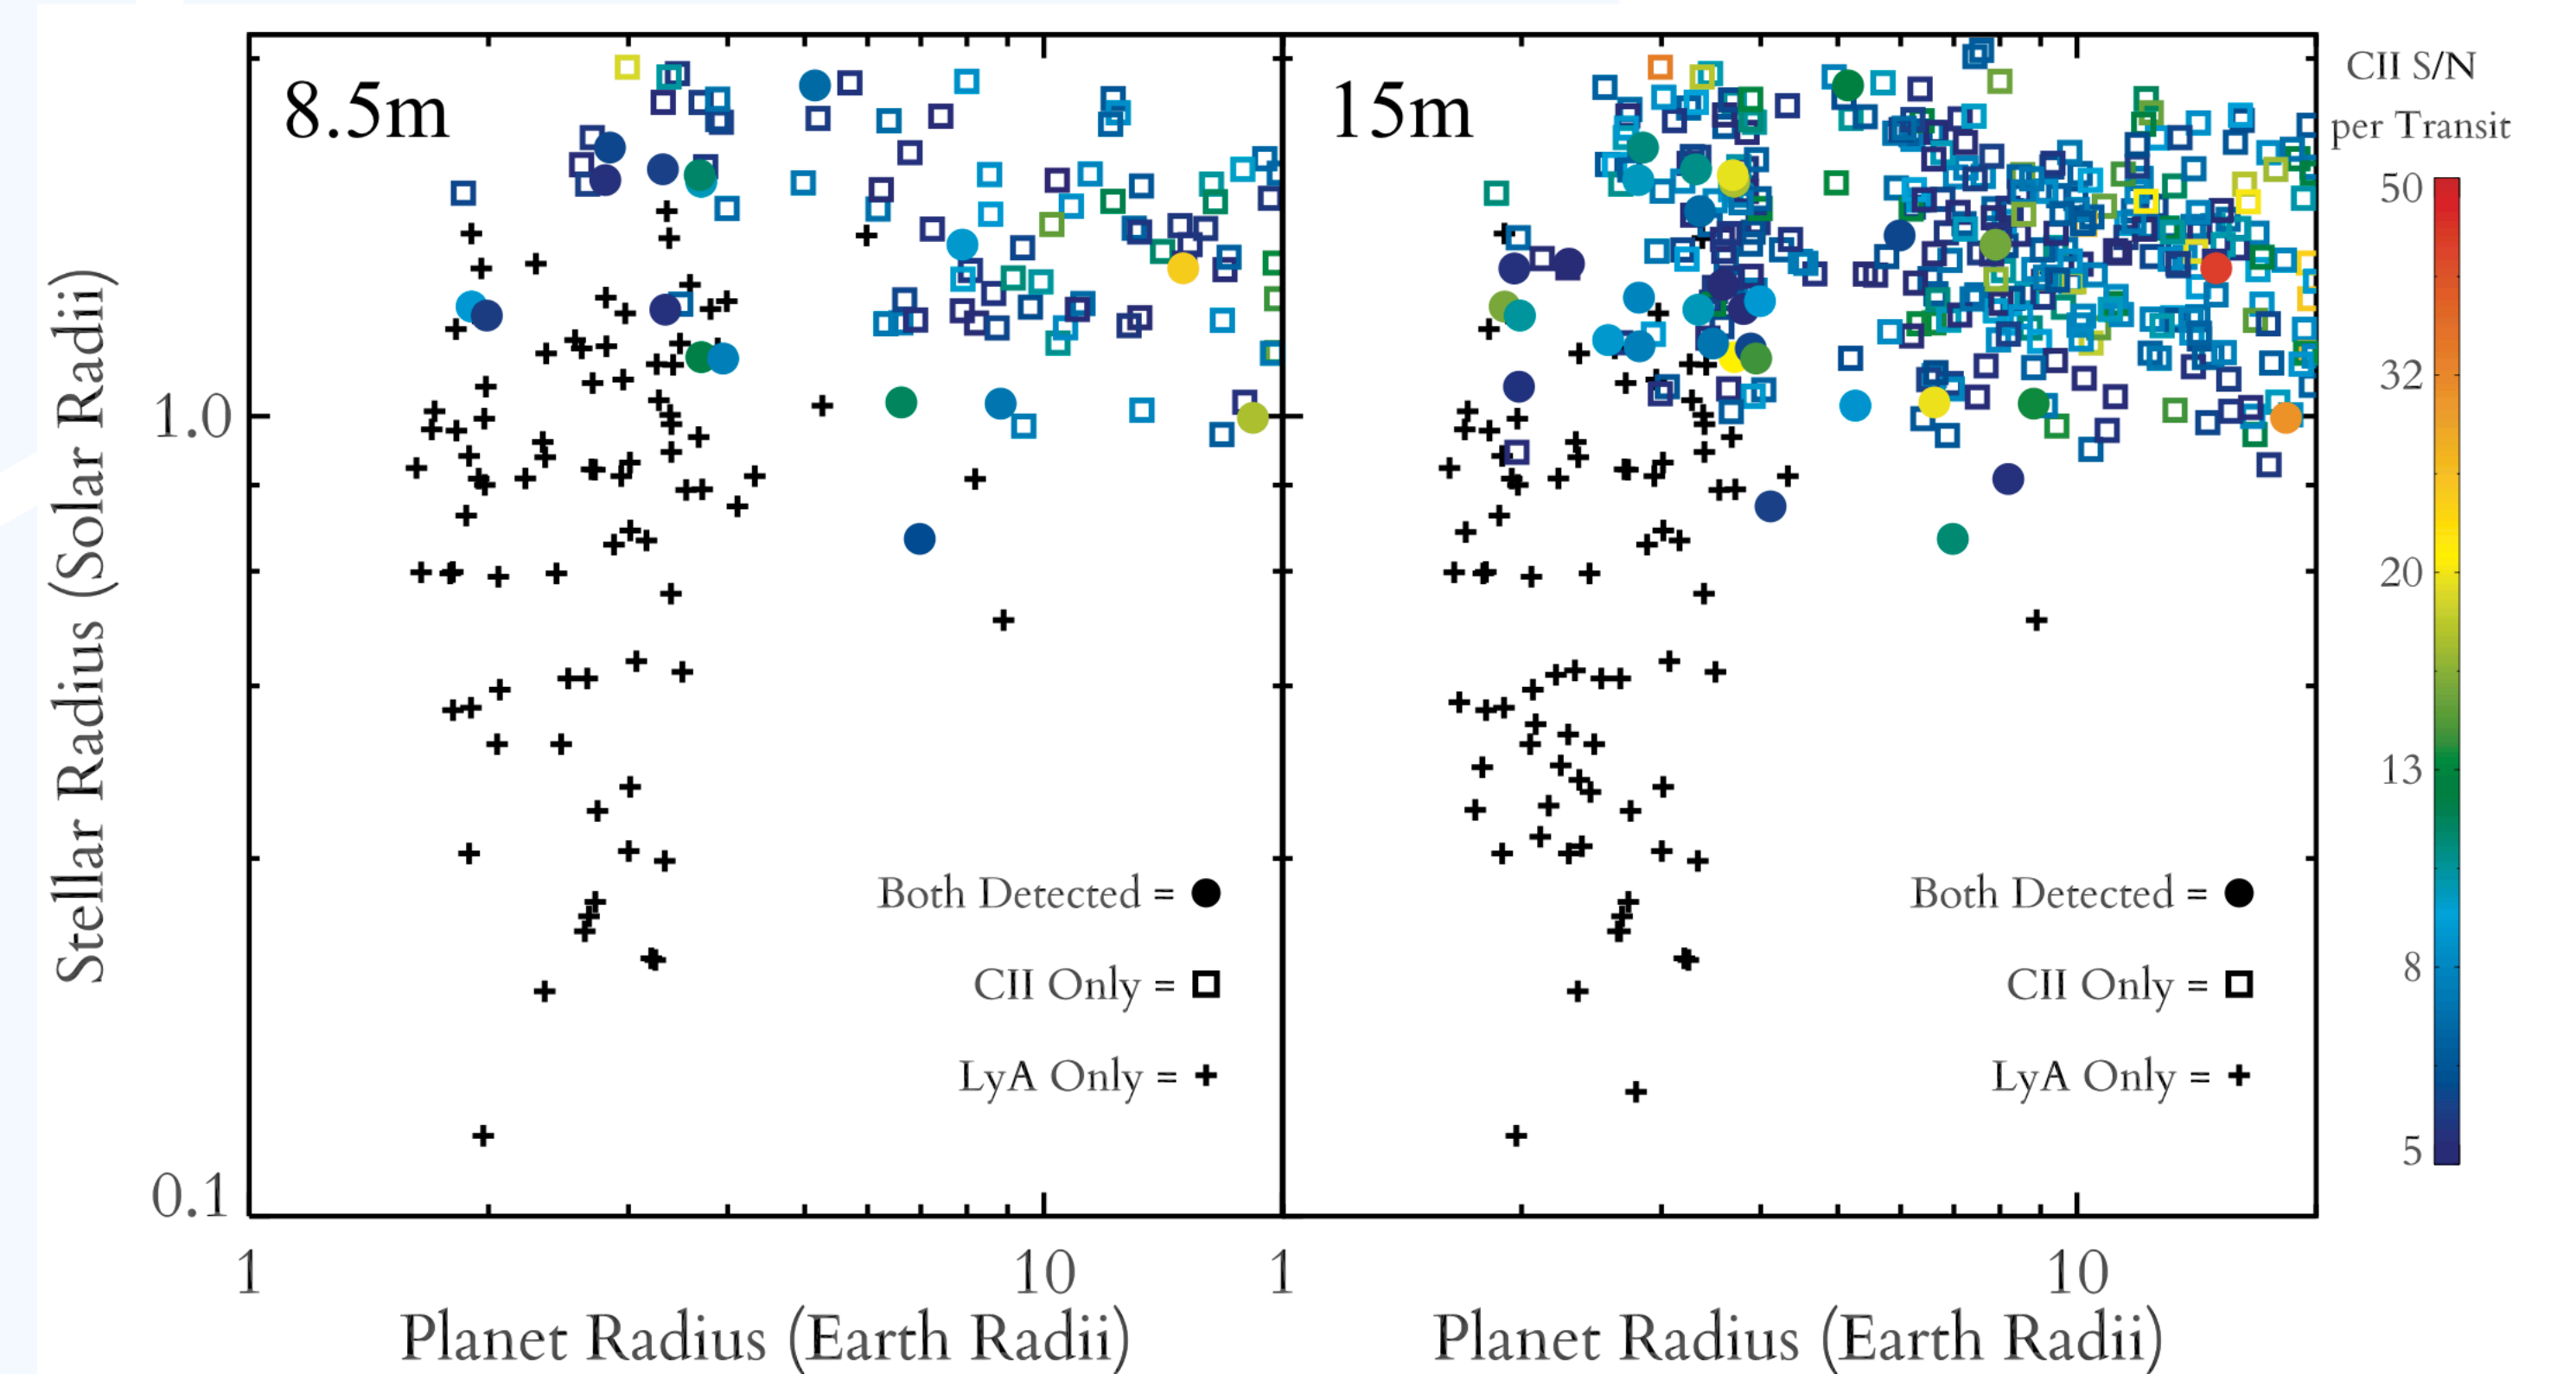 8.5m
15m
CII S/N
per Transit
Stellar Radius (Solar Radii)
1.0
0.1
50
32
20
13
8
5
Both Detected =
CII Only =
LyA Only =
Both Detected =
CII Only =
LyA Only =
1
10
1
10
Planet Radius (Earth Radii)
Planet Radius (Earth Radii)